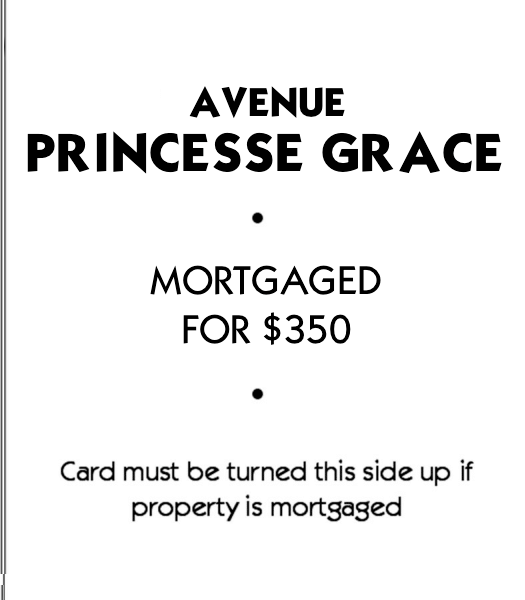 AVENUE
PRINCESSE GRACE
•
MORTGAGED
FOR $350
•
Card must be turned this side up if
property is mortgaged